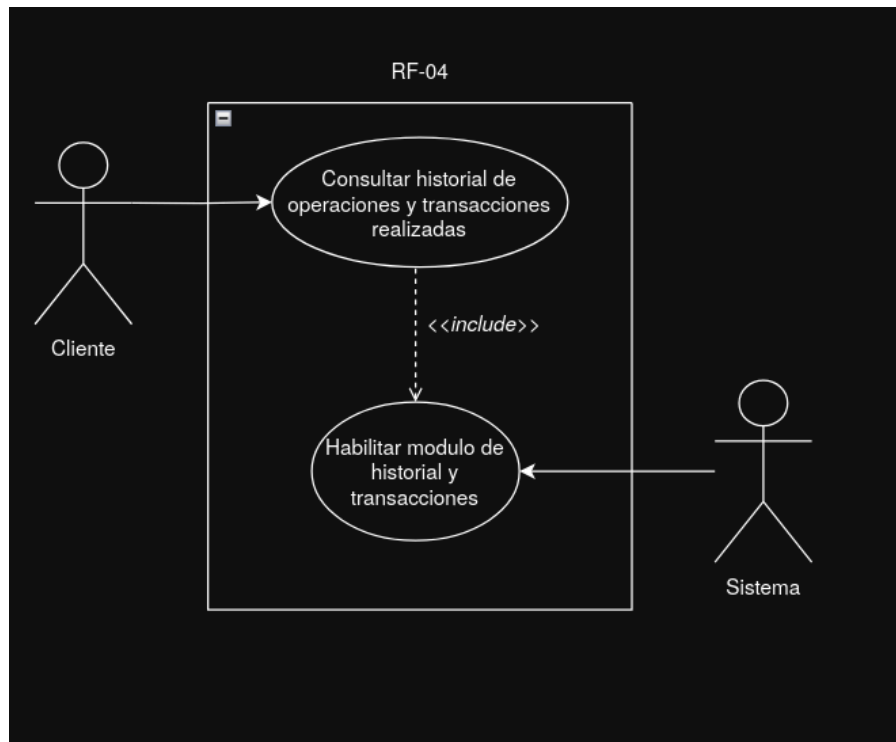 RF-04
Consultar historial de
operaciones y transacciones
realizadas
Cliente
<<include>>
Habilitar modulo de
historial y
transacciones
Sistema